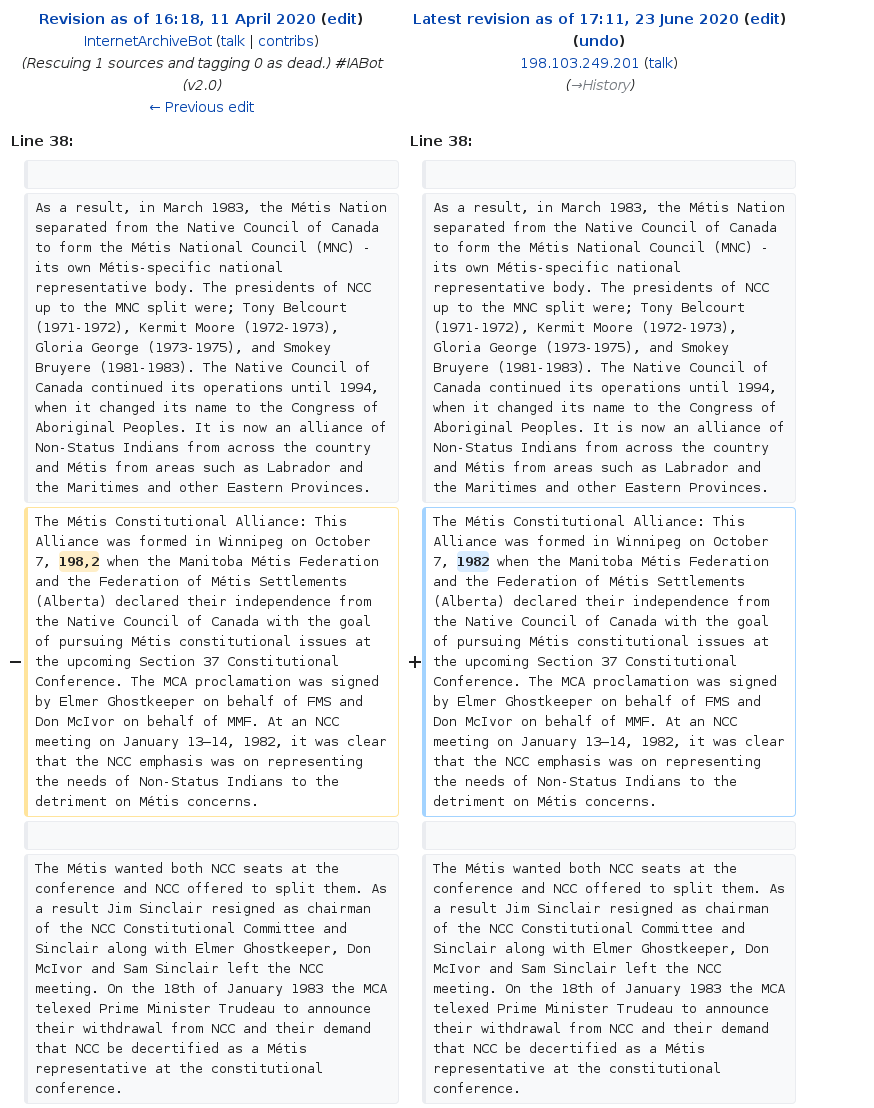 Revision as of 16:18, 11 April 2020 (edit)
InternetArchiveBot (talk | contribs)
(Rescuing 1 sources and tagging 0 as dead.) #IABot
(v2.0)
← Previous edit
Latest revision as of 17:11, 23 June 2020 (edit)
(undo)
198.103.249.201 (talk)
(→History)
Line 38:
Line 38:
As a result, in March 1983, the Métis Nation
separated from the Native Council of Canada
to form the Métis National Council (MNC) -
its own Métis-specific national
representative body. The presidents of NCC
up to the MNC split were; Tony Belcourt
(1971-1972), Kermit Moore (1972-1973),
Gloria George (1973-1975), and Smokey
Bruyere (1981-1983). The Native Council of
Canada continued its operations until 1994,
when it changed its name to the Congress of
Aboriginal Peoples. It is now an alliance of
Non-Status Indians from across the country
and Métis from areas such as Labrador and
the Maritimes and other Eastern Provinces.
As a result, in March 1983, the Métis Nation
separated from the Native Council of Canada
to form the Métis National Council (MNC) -
its own Métis-specific national
representative body. The presidents of NCC
up to the MNC split were; Tony Belcourt
(1971-1972), Kermit Moore (1972-1973),
Gloria George (1973-1975), and Smokey
Bruyere (1981-1983). The Native Council of
Canada continued its operations until 1994,
when it changed its name to the Congress of
Aboriginal Peoples. It is now an alliance of
Non-Status Indians from across the country
and Métis from areas such as Labrador and
the Maritimes and other Eastern Provinces.
−
The Métis Constitutional Alliance: This
Alliance was formed in Winnipeg on October
7, 198,2 when the Manitoba Métis Federation
and the Federation of Métis Settlements
(Alberta) declared their independence from
the Native Council of Canada with the goal
of pursuing Métis constitutional issues at
the upcoming Section 37 Constitutional
Conference. The MCA proclamation was signed
by Elmer Ghostkeeper on behalf of FMS and
Don McIvor on behalf of MMF. At an NCC
meeting on January 13–14, 1982, it was clear
that the NCC emphasis was on representing
the needs of Non-Status Indians to the
detriment on Métis concerns.
+
The Métis Constitutional Alliance: This
Alliance was formed in Winnipeg on October
7, 1982 when the Manitoba Métis Federation
and the Federation of Métis Settlements
(Alberta) declared their independence from
the Native Council of Canada with the goal
of pursuing Métis constitutional issues at
the upcoming Section 37 Constitutional
Conference. The MCA proclamation was signed
by Elmer Ghostkeeper on behalf of FMS and
Don McIvor on behalf of MMF. At an NCC
meeting on January 13–14, 1982, it was clear
that the NCC emphasis was on representing
the needs of Non-Status Indians to the
detriment on Métis concerns.
The Métis wanted both NCC seats at the
conference and NCC offered to split them. As
a result Jim Sinclair resigned as chairman
of the NCC Constitutional Committee and
Sinclair along with Elmer Ghostkeeper, Don
McIvor and Sam Sinclair left the NCC
meeting. On the 18th of January 1983 the MCA
telexed Prime Minister Trudeau to announce
their withdrawal from NCC and their demand
that NCC be decertified as a Métis
representative at the constitutional
conference.
The Métis wanted both NCC seats at the
conference and NCC offered to split them. As
a result Jim Sinclair resigned as chairman
of the NCC Constitutional Committee and
Sinclair along with Elmer Ghostkeeper, Don
McIvor and Sam Sinclair left the NCC
meeting. On the 18th of January 1983 the MCA
telexed Prime Minister Trudeau to announce
their withdrawal from NCC and their demand
that NCC be decertified as a Métis
representative at the constitutional
conference.